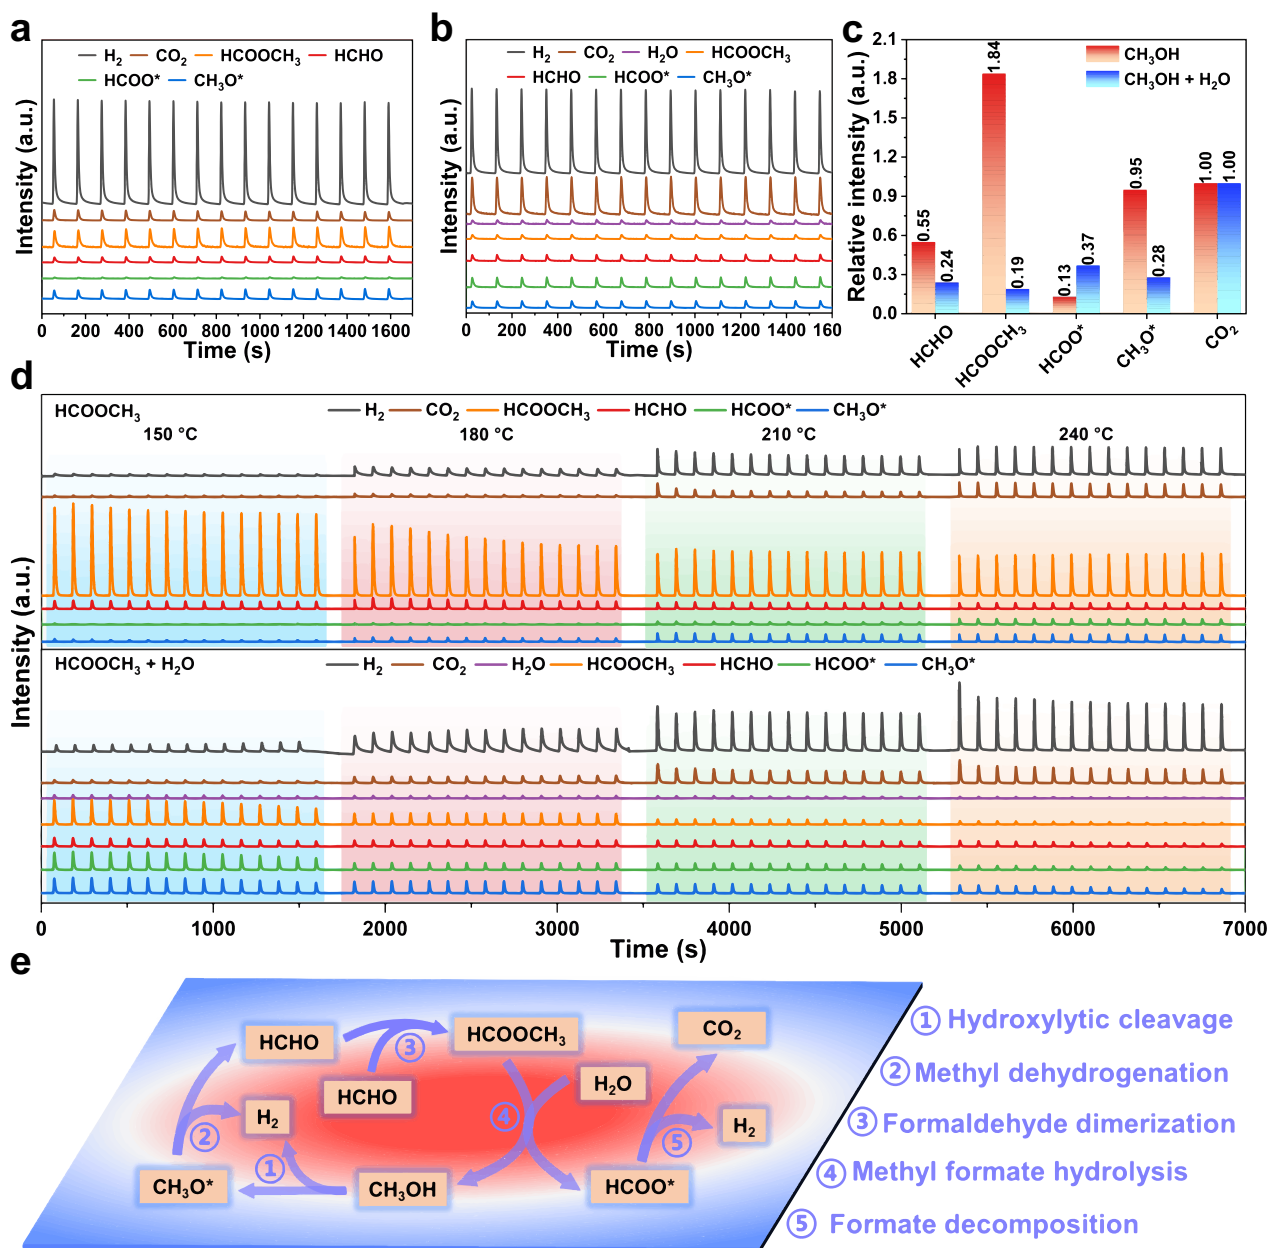 a
H₂ CO₂ HCOOCH₃ HCHO
HCOO* CH₃O*
Intensity (a.u.)
0 200 400 600 800 1000 1200 1400 1600
Time (s)
b
H₂ CO₂ H₂O HCOOCH₃
HCHO HCOO* CH₃O*
Intensity (a.u.)
0 200 400 600 800 1000 1200 1400 160
Time (s)
c
CH₃OH
CH₃OH + H₂O
Relative intensity (a.u.)
2.1
1.8
1.5
1.2
0.9
0.6
0.3
0.0
0.55 0.24 1.84 0.19 0.13 0.37 0.95 0.28 1.00 1.00
HCHO HCOOCH₃ HCOO* CH₃O* CO₂
d
HCOOCH₃ H₂ CO₂ HCOOCH₃ HCHO HCOO* CH₃O*
150 °C 180 °C 210 °C 240 °C
HCOOCH₃ + H₂O H₂ CO₂ H₂O HCOOCH₃ HCHO HCOO* CH₃O*
Intensity (a.u.)
0 1000 2000 3000 4000 5000 6000 7000
Time (s)
e
HCHO HCOOCH₃ CO₂
③
HCHO H₂O
H₂ H₂
② ④ ⑤
①
CH₃O* CH₃OH HCOO*
① Hydroxylytic cleavage
② Methyl dehydrogenation
③ Formaldehyde dimerization
④ Methyl formate hydrolysis
⑤ Formate decomposition